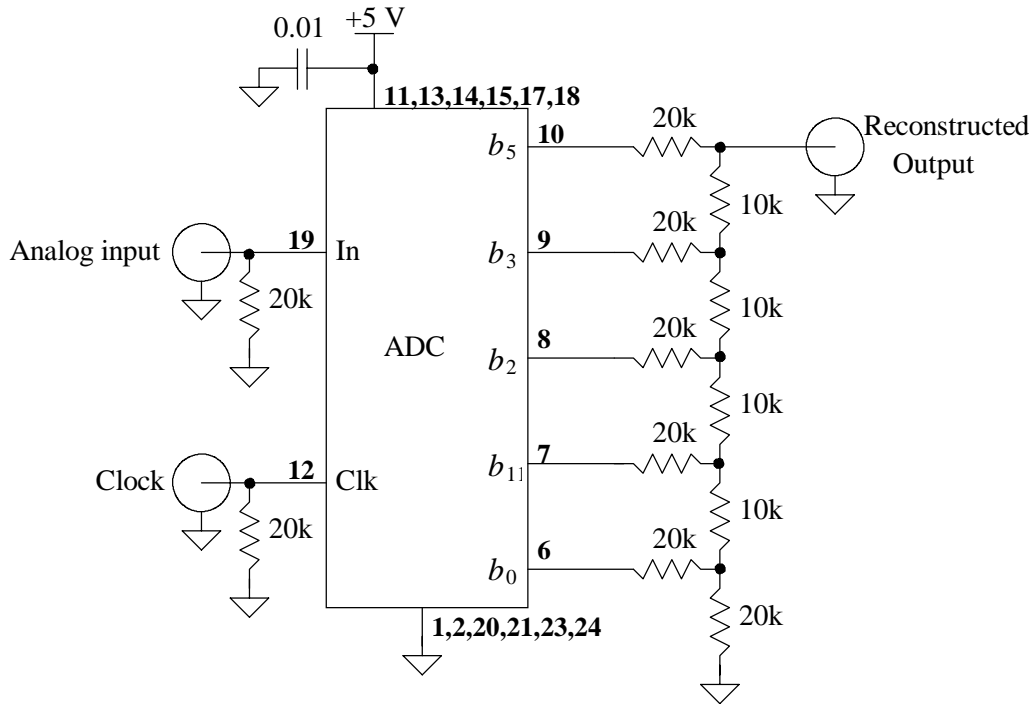 +5 V
0.01
11,13,14,15,17,18
20k
Reconstructed
Output
b5
10
10k
Analog input
19
In
b3
9
20k
20k
10k
ADC
b2
8
20k
10k
Clock
12
Clk
b11
7
20k
20k
10k
b0
6
20k
20k
1,2,20,21,23,24